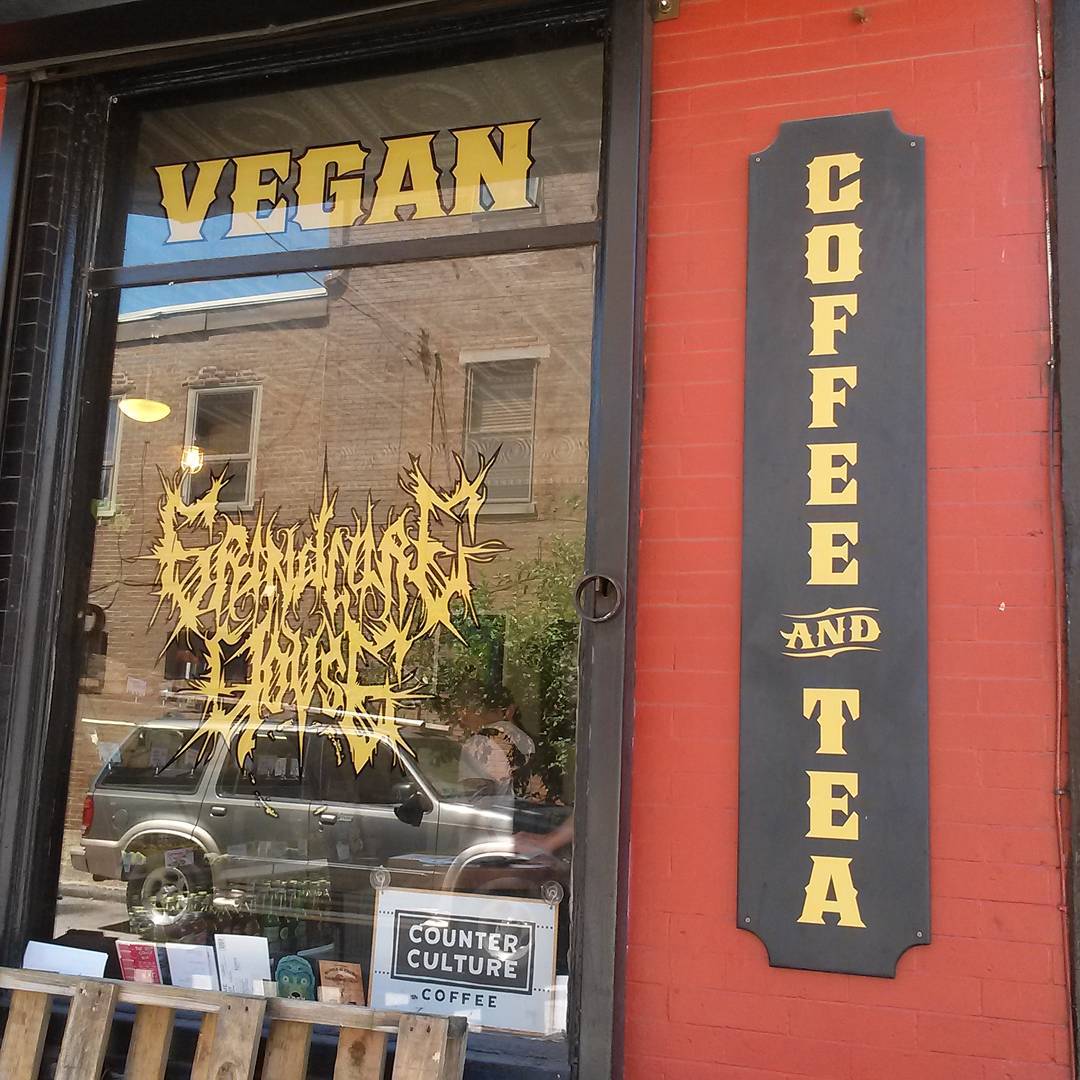 VEGAN
GRINDCORE
HOUSE
COUNTER
CULTURE
COFFEE
COFFEE
AND
TEA